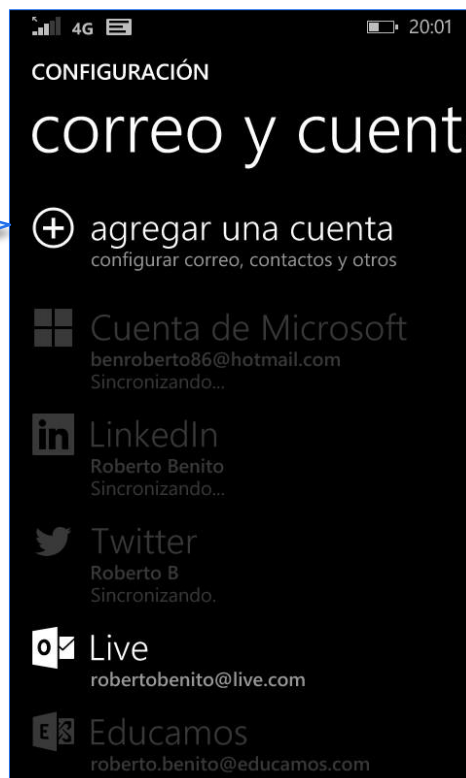 4G 20:01
CONFIGURACIÓN
correo y cuent
agregar una cuenta
configurar correo, contactos y otros
Cuenta de Microsoft
benroberto86@hotmail.com
Sincronizando...
in LinkedIn
Roberto Benito
Sincronizando...
Twitter
Roberto B
Sincronizando.
Live
robertobenito@live.com
Educamos
roberto.benito@educamos.com